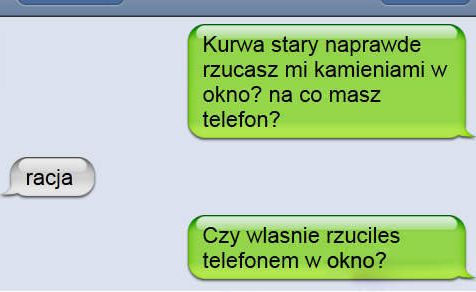 Kurwa stary naprawde
rzucasz mi kamieniami w
okno? na co masz
telefon?
racja
Czy wlasnie rzuciles
telefonem w okno?